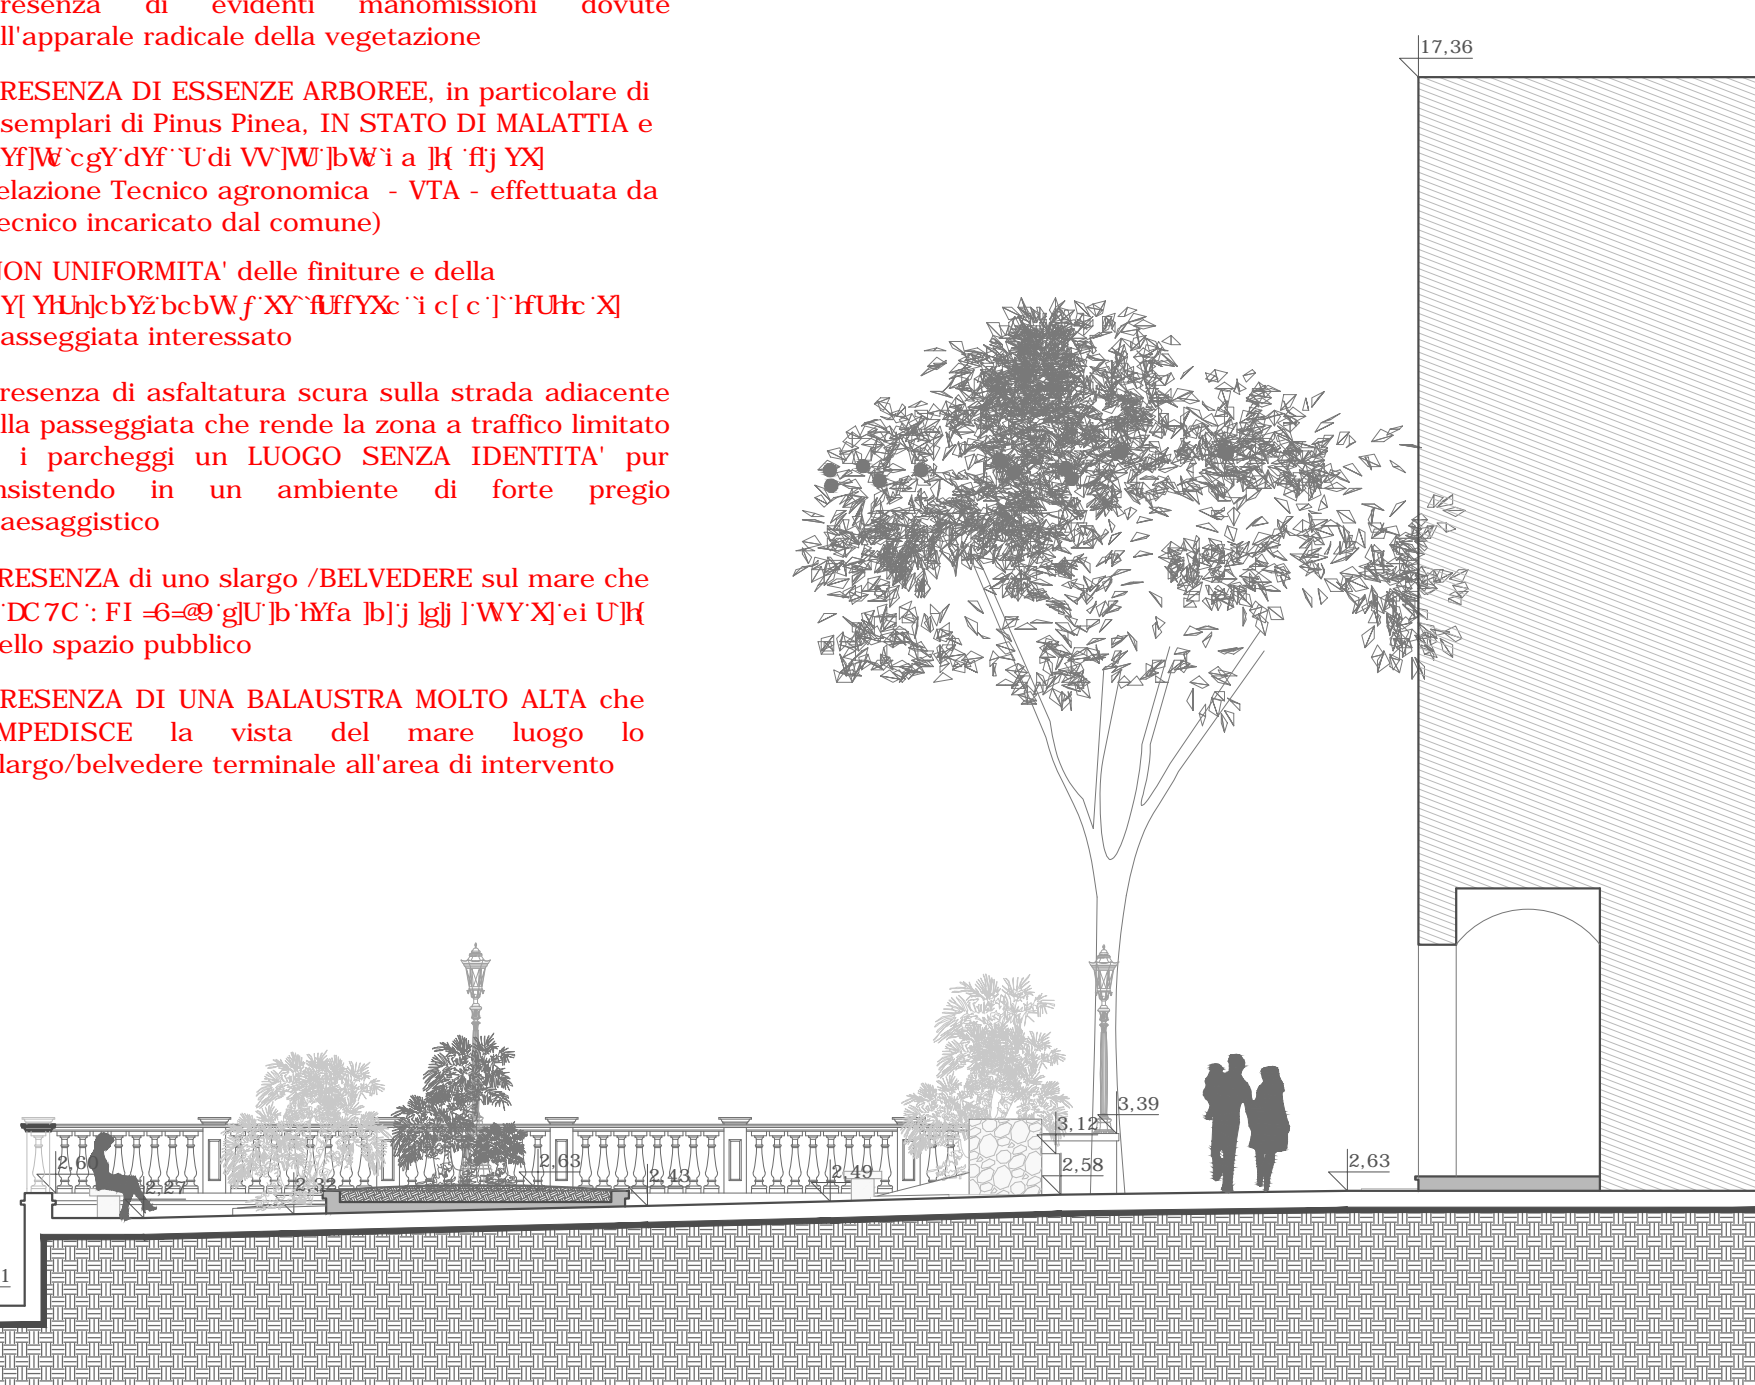 resenza di evidenti manomissioni dovute
ll'apparale radicale della vegetazione
RESENZA DI ESSENZE ARBOREE, in particolare di
semplari di Pinus Pinea, IN STATO DI MALATTIA e
elazione Tecnico agronomica - VTA - effettuata da
ecnico incaricato dal comune)
ION UNIFORMITA' delle finiture e della
asseggiata interessato
resenza di asfaltatura scura sulla strada adiacente
lla passeggiata che rende la zona a traffico limitato
i parcheggi un LUOGO SENZA IDENTITA' pur
nsistendo in un ambiente di forte pregio
aesaggistico
RESENZA di uno slargo /BELVEDERE sul mare che
ello spazio pubblico
RESENZA DI UNA BALAUSTRA MOLTO ALTA che
MPEDISCE la vista del mare luogo lo
largo/belvedere terminale all'area di intervento
17,36
3,39
3,12
2,60
2,63
2,58
2,63
2,27
2,32
2,43
2,49
1